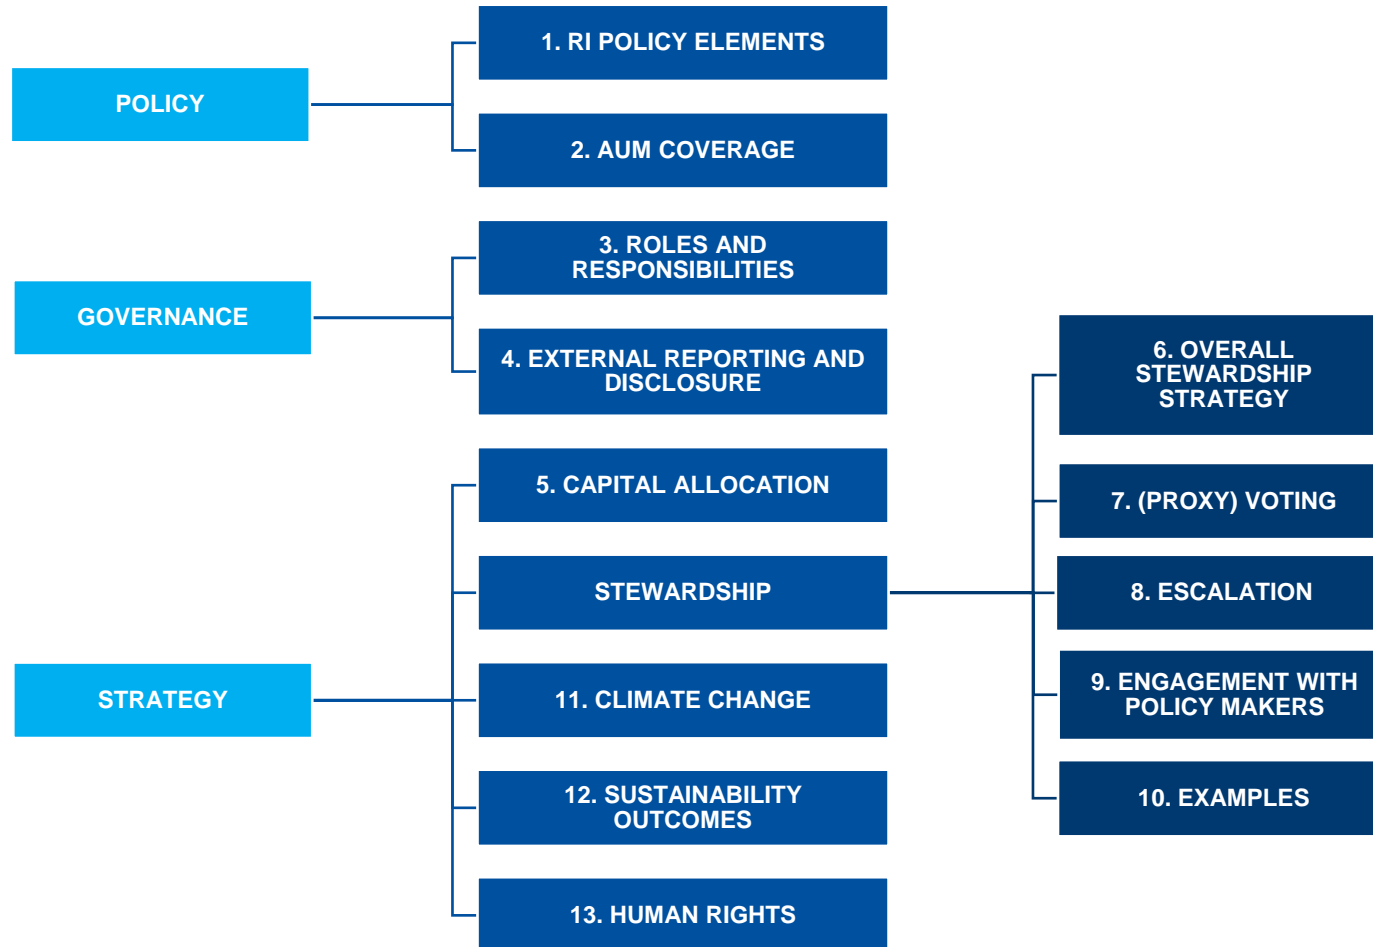 POLICY
1. RI POLICY ELEMENTS
2. AUM COVERAGE
GOVERNANCE
3. ROLES AND
RESPONSIBILITIES
4. EXTERNAL REPORTING AND
DISCLOSURE
STRATEGY
5. CAPITAL ALLOCATION
STEWARDSHIP
6. OVERALL
STEWARDSHIP
STRATEGY
7. (PROXY) VOTING
8. ESCALATION
9. ENGAGEMENT WITH
POLICY MAKERS
10. EXAMPLES
11. CLIMATE CHANGE
12. SUSTAINABILITY
OUTCOMES
13. HUMAN RIGHTS